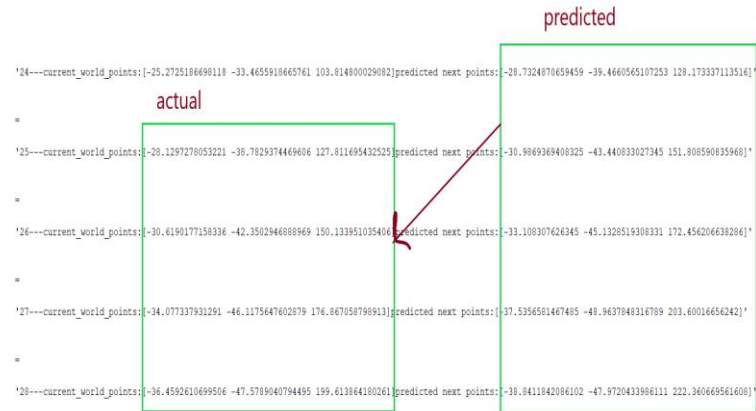 predicted
'24---current_world_points:[-25.2725186698118 -33.4655918665761 103.814800029082]predicted next points:[-28.7324870659459 -39.4660565107253 128.173337113516]'
actual
=
'25---current_world_points:[-28.1297278053221 -38.7829374469606 127.811695432525]predicted next points:[-30.9869369408325 -43.440833027345 151.808590835968]'
=
'26---current_world_points:[-30.6190177158336 -42.3502946888969 150.133951035406]predicted next points:[-33.108307626345 -45.1328519308331 172.456206638286]'
=
'27---current_world_points:[-34.077337931291 -46.1175647602879 176.867058798913]predicted next points:[-37.5356581467485 -48.9637848316789 203.60016656242]'
=
'28---current_world_points:[-36.4592610699506 -47.5789040794495 199.613864180261]predicted next points:[-38.8411842086102 -47.9720433986111 222.360669561608]'